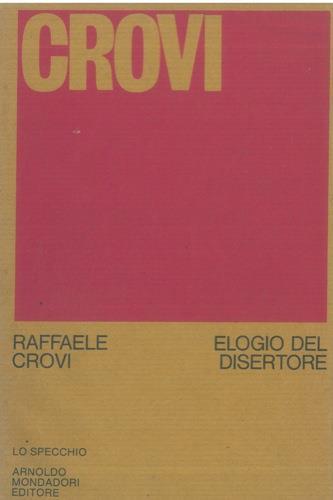 CROVI
RAFFAELE
CROVI
ELOGIO DEL
DISERTORE
LO SPECCHIO
ARNOLDO
MONDADORI
EDITORE